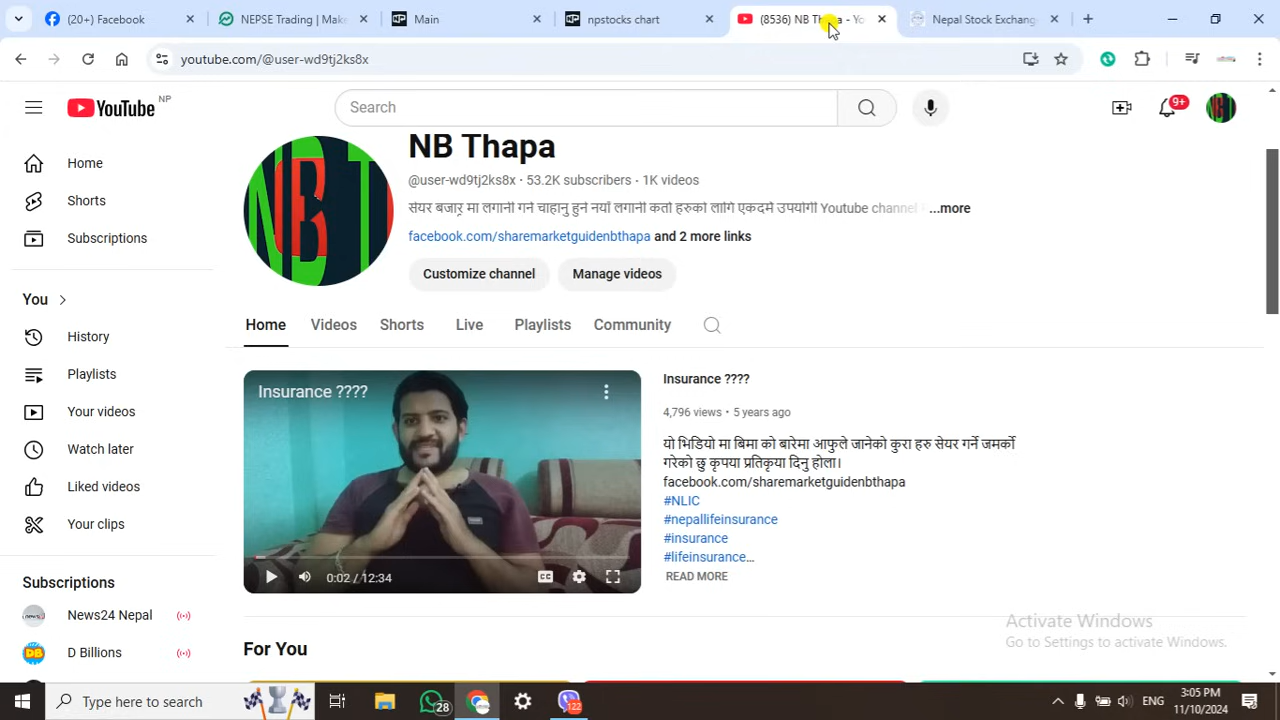 (20+) Facebook
NEPSE Trading | Make
Main
npstocks chart
(8536) NB Thapa - Yo
Nepal Stock Exchang
youtube.com/@user-wd9tj2ks8x
YouTube NP
Search
9+
Home
Shorts
Subscriptions
You
History
Playlists
Your videos
Watch later
Liked videos
Your clips
Subscriptions
News24 Nepal
D Billions
NBT
NB Thapa
@user-wd9tj2ks8x · 53.2K subscribers · 1K videos
सेयर बजार मा लगानी गर्न चाहानु हुने नयाँ लगानी कर्ता हरुको लागि एकदमै उपयोगी Youtube channel ...more
facebook.com/sharemarketguidenbthapa and 2 more links
Customize channel
Manage videos
Home Videos Shorts Live Playlists Community
Insurance ????
0:02 / 12:34
Insurance ????
4,796 views · 5 years ago
यो भिडियो मा बिमा को बारेमा आफुले जानेको कुरा हरु सेयर गर्ने जमर्को
गरेको छु कृपया प्रतिकृया दिनु होला।
facebook.com/sharemarketguidenbthapa
#NLIC
#nepallifeinsurance
#insurance
#lifeinsurance...
READ MORE
For You
Activate Windows
Go to Settings to activate Windows.
Type here to search
28
122
ENG
3:05 PM
11/10/2024